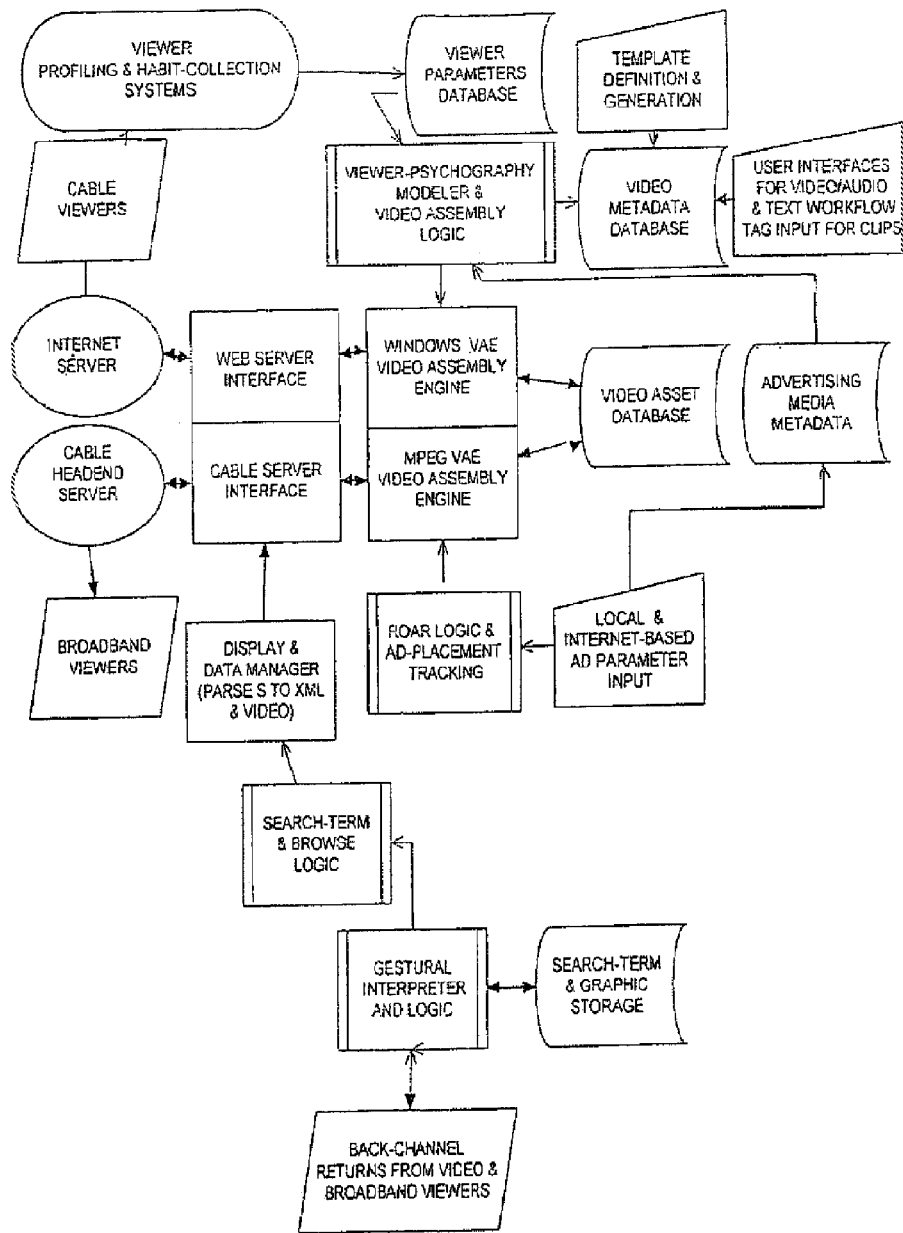 VIEWER
PROFILING & HABIT-COLLECTION
SYSTEMS
VIEWER
PARAMETERS
DATABASE
TEMPLATE
DEFINITION &
GENERATION
CABLE
VIEWERS
VIEWER-PSYCHOGRAPHY
MODELER &
VIDEO ASSEMBLY
LOGIC
VIDEO
METADATA
DATABASE
USER INTERFACES
FOR VIDEO/AUDIO
& TEXT WORKFLOW
TAG INPUT FOR CLIPS
INTERNET
SERVER
WEB SERVER
INTERFACE
WINDOWS VAE
VIDEO ASSEMBLY
ENGINE
VIDEO ASSET
DATABASE
ADVERTISING
MEDIA
METADATA
CABLE
HEADEND
SERVER
CABLE SERVER
INTERFACE
MPEG VAE
VIDEO ASSEMBLY
ENGINE
BROADBAND
VIEWERS
DISPLAY &
DATA MANAGER
(PARSE S TO XML
& VIDEO)
ROAR LOGIC &
AD-PLACEMENT
TRACKING
LOCAL &
INTERNET-BASED
AD PARAMETER
INPUT
SEARCH-TERM
& BROWSE
LOGIC
GESTURAL
INTERPRETER
AND LOGIC
SEARCH-TERM
& GRAPHIC
STORAGE
BACK-CHANNEL
RETURNS FROM VIDEO &
BROADBAND VIEWERS